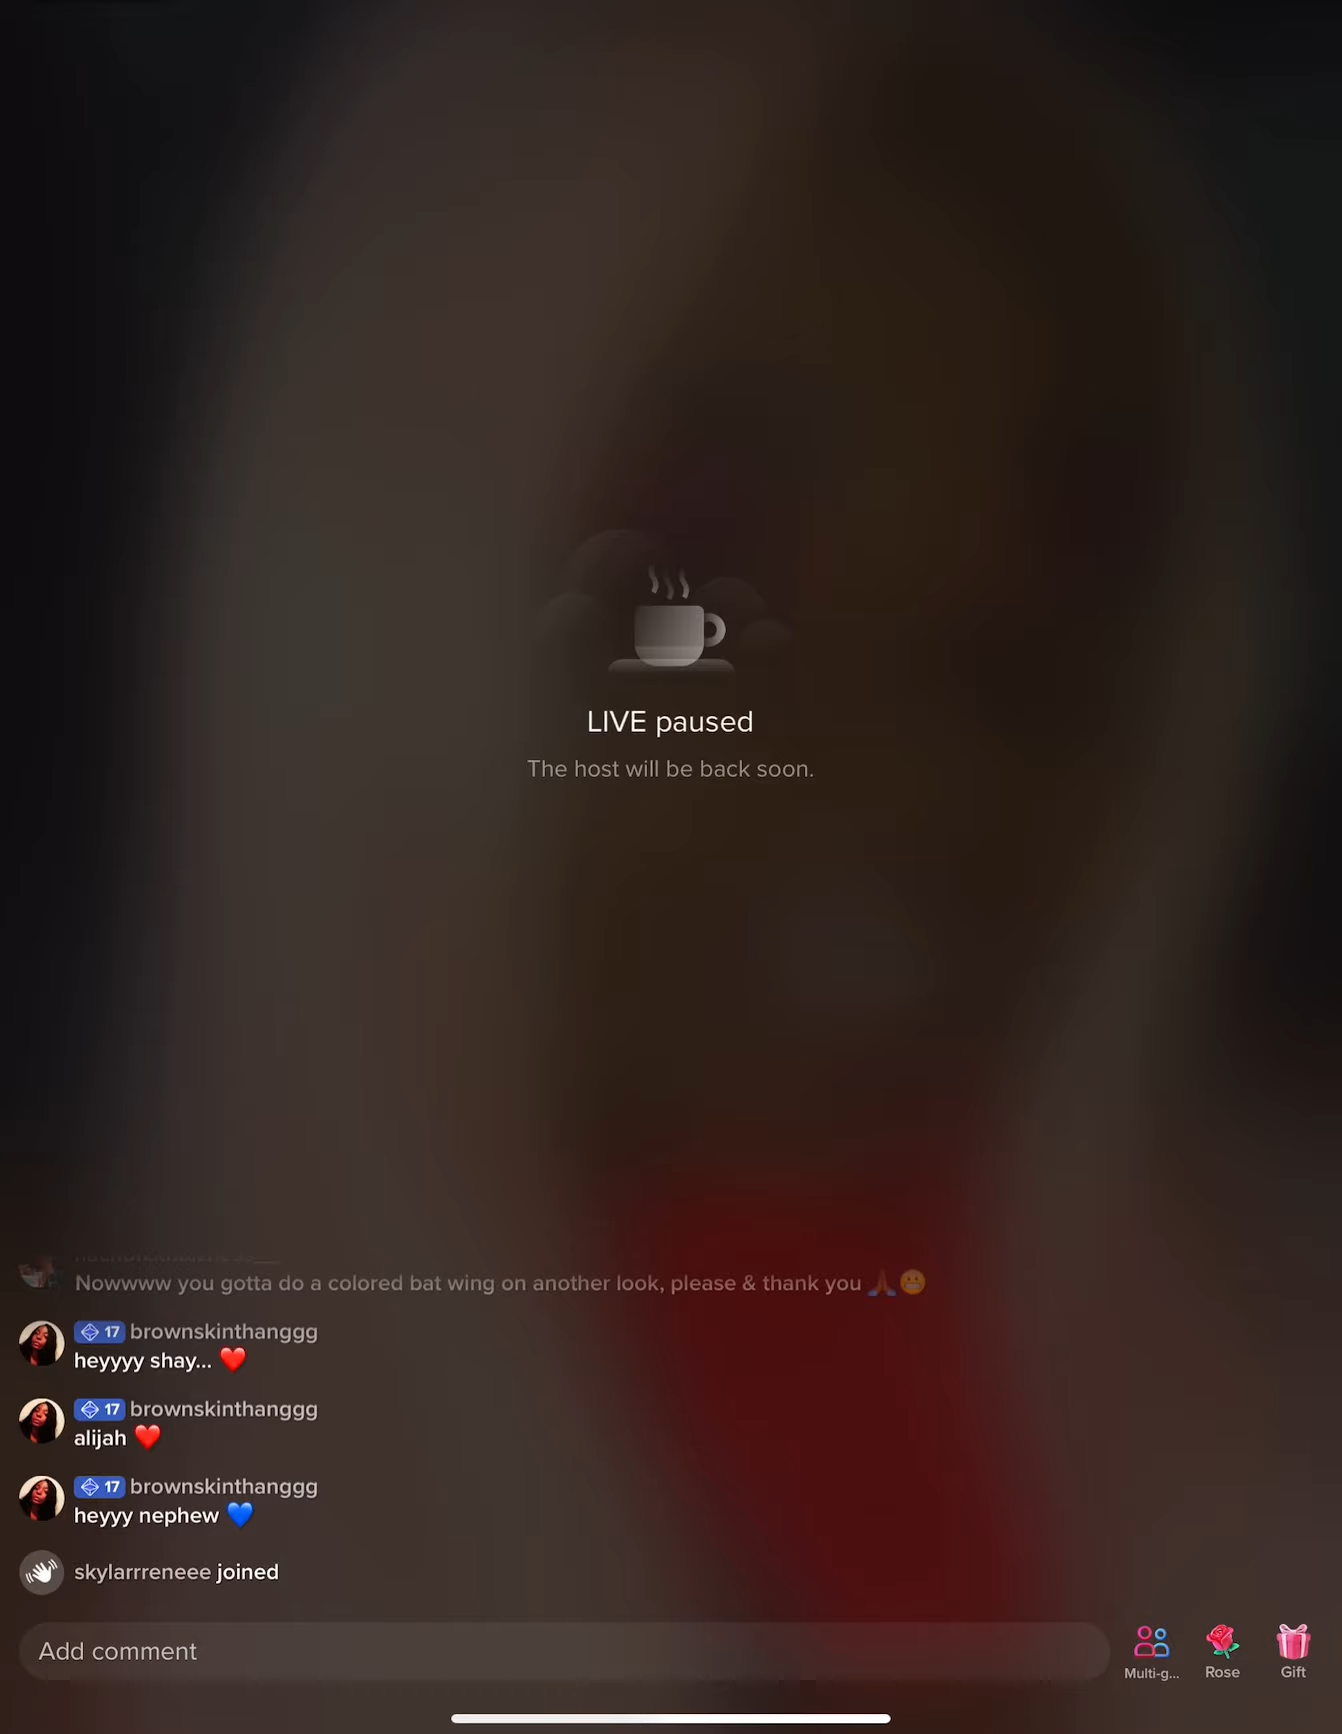 LIVE paused
The host will be back soon.
Nowwww you gotta do a colored bat wing on another look, please & thank you 🙏🏾😬
17 brownskinthanggg
heyyyy shay... ❤️
17 brownskinthanggg
alijah ❤️
17 brownskinthanggg
heyyy nephew 💙
skylarrreneee joined
Add comment
Multi-g...
Rose
Gift